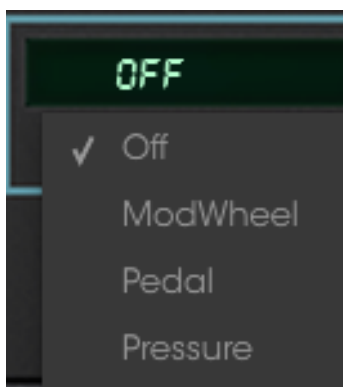 OFF
Off
ModWheel
Pedal
Pressure